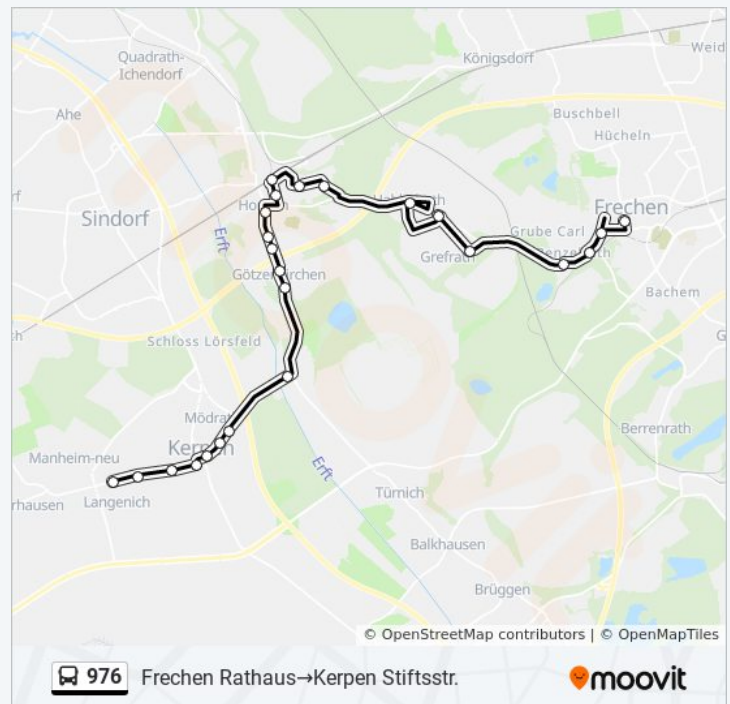 Quadrath-
Ichendorf
Königsdorf
Weid
Ahe
Buschbell
Hücheln
Sindorf
Frechen
Erft
Grube Carl
Grefrath
Götzenkirchen
Bachem
Schloss Lörsfeld
Mödrath
Kerpen
Berrenrath
Manheim-neu
Erft
Türnich
rhausen
Langenich
Balkhausen
Brüggen
© OpenStreetMap contributors | © OpenMapTiles
976 Frechen Rathaus→Kerpen Stiftsstr. moovit